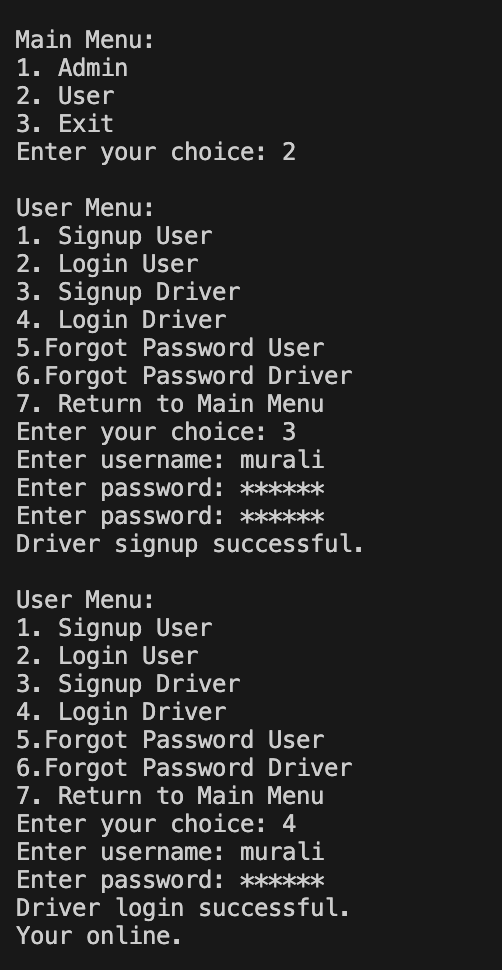 Main Menu:
1. Admin
2. User
3. Exit
Enter your choice: 2
User Menu:
1. Signup User
2. Login User
3. Signup Driver
4. Login Driver
5.Forgot Password User
6.Forgot Password Driver
7. Return to Main Menu
Enter your choice: 3
Enter username: murali
Enter password: ******
Enter password: ******
Driver signup successful.
User Menu:
1. Signup User
2. Login User
3. Signup Driver
4. Login Driver
5.Forgot Password User
6.Forgot Password Driver
7. Return to Main Menu
Enter your choice: 4
Enter username: murali
Enter password: ******
Driver login successful.
Your online.